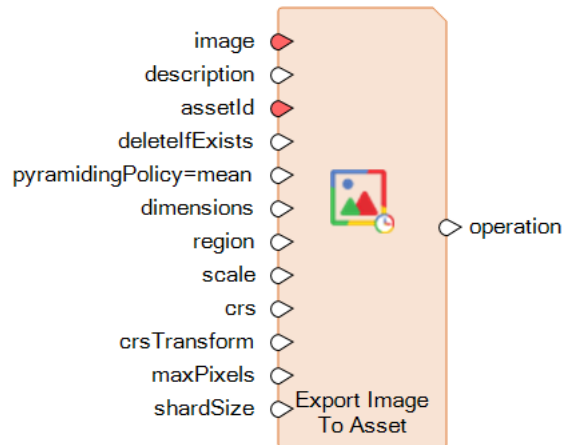 image
description
assetId
deleteIfExists
pyramidingPolicy=mean
dimensions
region
scale
crs
crsTransform
maxPixels
shardSize
operation
Export Image
To Asset